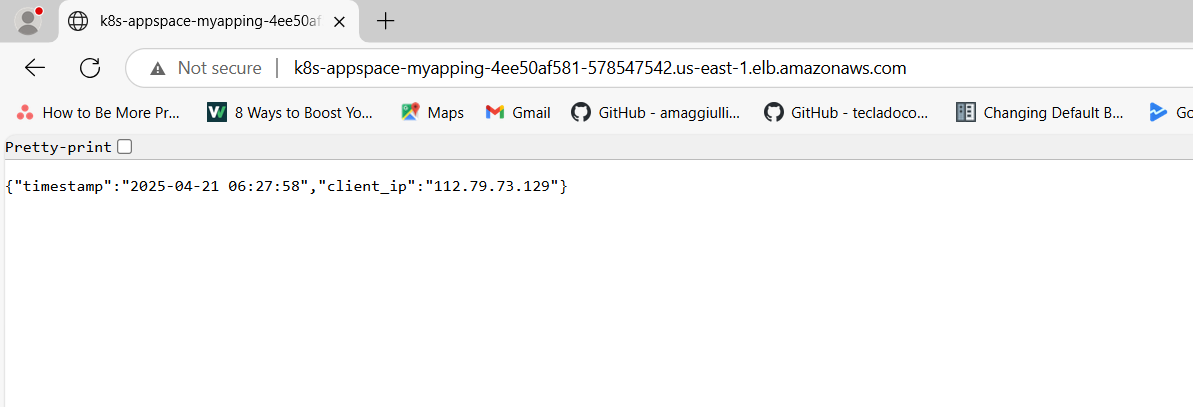 k8s-appspace-myapping-4ee50af
Not secure
k8s-appspace-myapping-4ee50af581-578547542.us-east-1.elb.amazonaws.com
How to Be More Pr...
8 Ways to Boost Yo...
Maps
Gmail
GitHub - amaggiulli...
GitHub - tecladoco...
Changing Default B...
Go
Pretty-print
{"timestamp":"2025-04-21 06:27:58","client_ip":"112.79.73.129"}